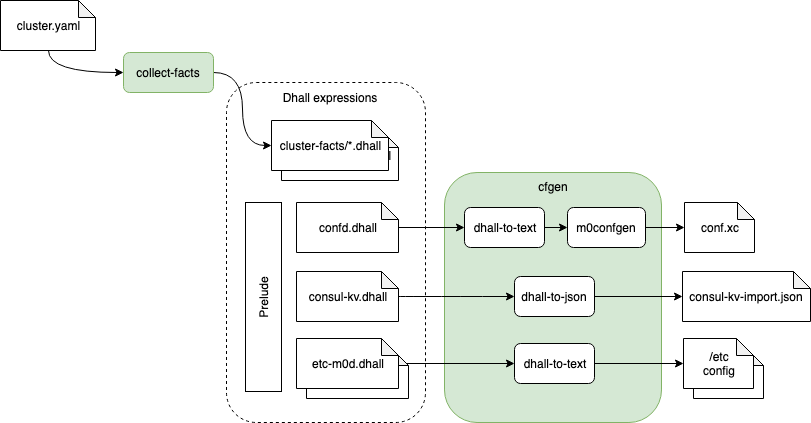 cluster.yaml
collect-facts
Dhall expressions
cluster-facts/*.dhall
cfgen
Prelude
confd.dhall
dhall-to-text
m0confgen
conf.xc
consul-kv.dhall
dhall-to-json
consul-kv-import.json
etc-m0d.dhall
dhall-to-text
/etc
config